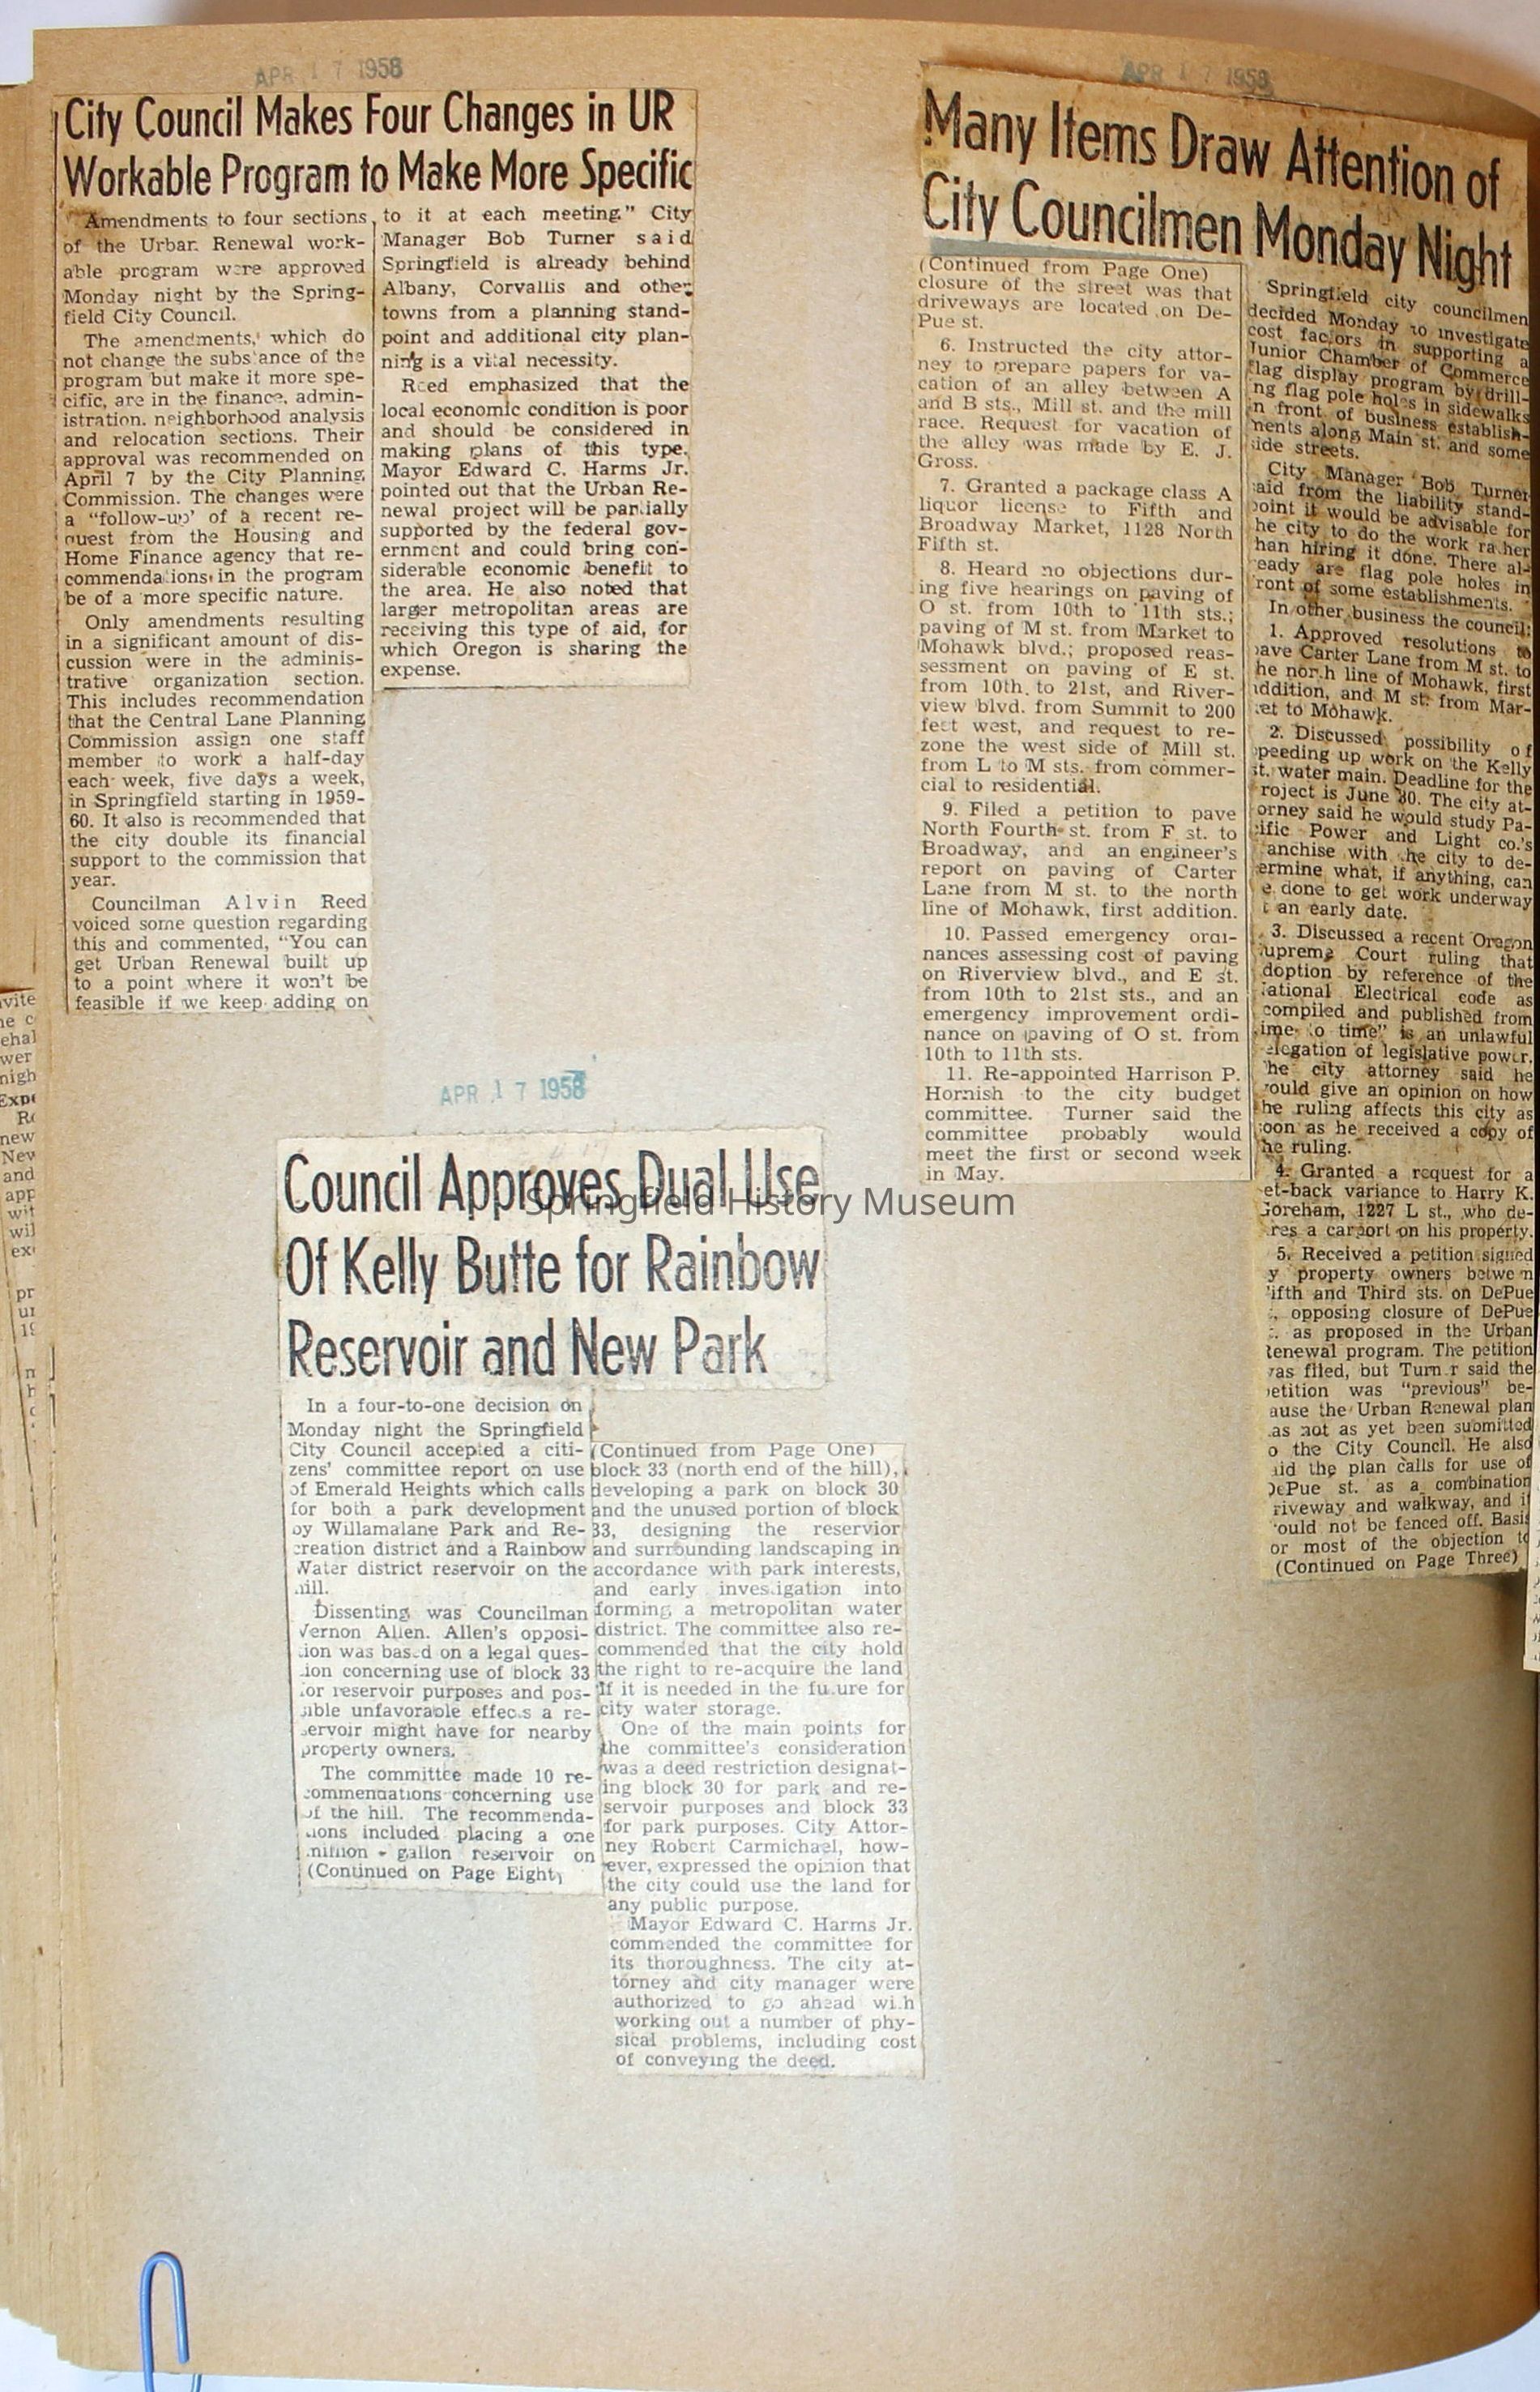 APR 17 1958
City Council Makes Four Changes in UR
Workable Program to Make More Specific
Amendments to four sections
of the Urban Renewal work-
able program were approved
Monday night by the Spring-
field City Council.
The amendments, which do
not change the substance of the
program but make it more spe-
cific, are in the finance, admin-
istration, neighborhood analysis
and relocation sections. Their
approval was recommended on
April 7 by the City Planning
Commission. The changes were
a "follow-up' of a recent re-
quest from the Housing and
Home Finance agency that re-
commendations in the program
be of a more specific nature.
Only amendments resulting
in a significant amount of dis-
cussion were in the adminis-
trative organization section.
This includes recommendation
that the Central Lane Planning
Commission assign one staff
member to work a half-day
each week, five days a week,
in Springfield starting in 1959-
60. It also is recommended that
the city double its financial
support to the commission that
year.
Councilman Alvin Reed
voiced some question regarding
this and commented, "You can
get Urban Renewal built up
to a point where it won't be
feasible if we keep adding on
to it at each meeting." City
Manager Bob Turner said
Springfield is already behind
Albany, Corvallis and other
towns from a planning stand-
point and additional city plan-
ning is a vital necessity.
Reed emphasized that the
local economic condition is poor
and should be considered in
making plans of this type.
Mayor Edward C. Harms Jr.
pointed out that the Urban Re-
newal project will be partially
supported by the federal gov-
ernment and could bring con-
siderable economic benefit to
the area. He also noted that
larger metropolitan areas are
receiving this type of aid, for
which Oregon is sharing the
expense.
APR 17 1958
Council Approves Dual Use
Of Kelly Butte for Rainbow
Reservoir and New Park
In a four-to-one decision on
Monday night the Springfield
City Council accepted a citi-
zens' committee report on use
of Emerald Heights which calls
for both a park development
by Willamalane Park and Re-
creation district and a Rainbow
Water district reservoir on the
hill.
Dissenting was Councilman
Vernon Allen. Allen's opposi-
tion was based on a legal ques-
tion concerning use of block 33
for reservoir purposes and pos-
sible unfavorable effects a re-
servoir might have for nearby
property owners.
The committee made 10 re-
commendations concerning use
of the hill. The recommenda-
tions included placing a one
million - gallon reservoir on
(Continued on Page Eight)
(Continued from Page One)
block 33 (north end of the hill),
developing a park on block 30
and the unused portion of block
33, designing the reservior
and surrounding landscaping in
accordance with park interests,
and early investigation into
forming a metropolitan water
district. The committee also re-
commended that the city hold
the right to re-acquire the land
if it is needed in the future for
city water storage.
One of the main points for
the committee's consideration
was a deed restriction designat-
ing block 30 for park and re-
servoir purposes and block 33
for park purposes. City Attor-
ney Robert Carmichael, how-
ever, expressed the opinion that
the city could use the land for
any public purpose.
Mayor Edward C. Harms Jr.
commended the committee for
its thoroughness. The city at-
torney and city manager were
authorized to go ahead with
working out a number of phy-
sical problems, including cost
of conveying the deed.
Springfield History Museum
APR 17 1958
Many Items Draw Attention of
City Councilmen Monday Night
Springfield city councilmen
decided Monday to investigate
cost factors in supporting a
Junior Chamber of Commerce
flag display program by drill-
ng flag pole holes in sidewalks
n front of business establish-
ments along Main st. and some
side streets.
City Manager Bob Turner
said from the liability stand-
point it would be advisable for
he city to do the work rather
han hiring it done. There al-
eady are flag pole holes in
ront of some establishments.
In other business the council:
1. Approved resolutions to
pave Carter Lane from M st. to
he north line of Mohawk, first
addition, and M st. from Mar-
ket to Mohawk.
2. Discussed possibility of
speeding up work on the Kelly
st. water main. Deadline for the
project is June 30. The city at-
orney said he would study Pa-
cific Power and Light co.'s
franchise with the city to de-
ermine what, if anything, can
e done to get work underway
t an early date.
3. Discussed a recent Oregon
Supreme Court ruling that
adoption by reference of the
National Electrical code as
compiled and published from
time to time" is an unlawful
delegation of legislative power.
The city attorney said he
would give an opinion on how
the ruling affects this city as
soon as he received a copy of
the ruling.
4. Granted a request for a
et-back variance to Harry K.
Goreham, 1227 L st., who de-
res a carport on his property.
5. Received a petition signed
y property owners between
Fifth and Third sts. on DePue
t. opposing closure of DePue
t. as proposed in the Urban
Renewal program. The petition
was filed, but Turner said the
petition was "previous" be-
ause the Urban Renewal plan
as not as yet been submitted
o the City Council. He also
aid the plan calls for use of
DePue st. as a combination
riveway and walkway, and it
would not be fenced off. Basis
or most of the objection to
(Continued on Page Three)
(Continued from Page One)
closure of the street was that
driveways are located on De-
Pue st.
6. Instructed the city attor-
ney to prepare papers for va-
cation of an alley between A
and B sts., Mill st. and the mill
race. Request for vacation of
the alley was made by E. J.
Gross.
7. Granted a package class A
liquor license to Fifth and
Broadway Market, 1128 North
Fifth st.
8. Heard no objections dur-
ing five hearings on paving of
O st. from 10th to 11th sts.;
paving of M st. from Market to
Mohawk blvd.; proposed reas-
sessment on paving of E st.
from 10th to 21st, and River-
view blvd. from Summit to 200
feet west, and request to re-
zone the west side of Mill st.
from L to M sts. from commer-
cial to residential.
9. Filed a petition to pave
North Fourth st. from F st. to
Broadway, and an engineer's
report on paving of Carter
Lane from M st. to the north
line of Mohawk, first addition.
10. Passed emergency ordi-
nances assessing cost of paving
on Riverview blvd., and E st.
from 10th to 21st sts., and an
emergency improvement ordi-
nance on paving of O st. from
10th to 11th sts.
11. Re-appointed Harrison P.
Hornish to the city budget
committee. Turner said the
committee probably would
meet the first or second week
in May.